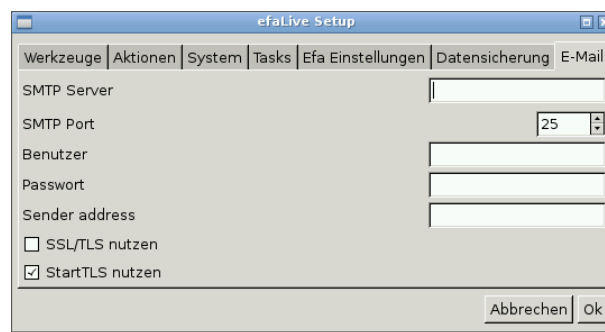 efaLive Setup
Werkzeuge Aktionen System Tasks Efa Einstellungen Datensicherung E-Mail
SMTP Server
SMTP Port 25
Benutzer
Passwort
Sender address
SSL/TLS nutzen
StartTLS nutzen
Abbrechen Ok